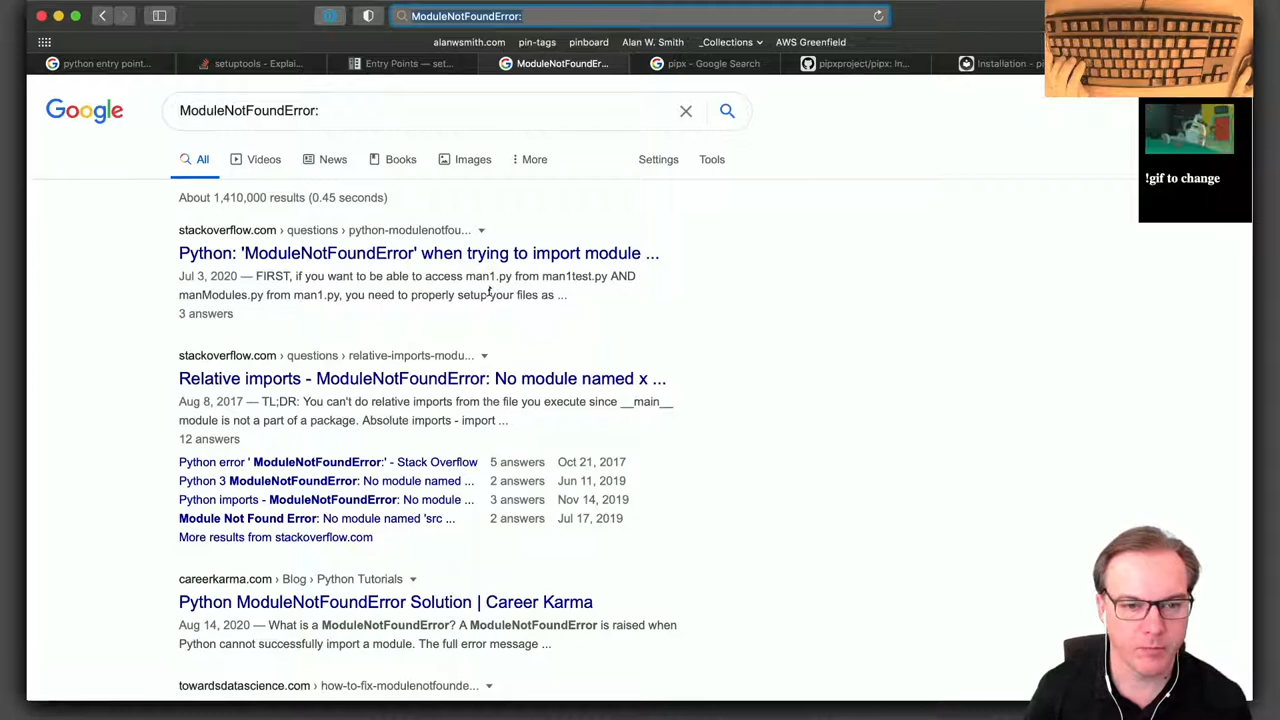 ModuleNotFoundError:
alanwsmith.com pin-tags pinboard Alan W. Smith _Collections AWS Greenfield
python entry point... setuptools - Explai... Entry Points — set... ModuleNotFoundErr... pipx - Google Search pipxproject/pipx: In... Installation - pi
Google ModuleNotFoundError:
All Videos News Books Images More Settings Tools
!gif to change
About 1,410,000 results (0.45 seconds)
stackoverflow.com › questions › python-modulenotfou...
Python: 'ModuleNotFoundError' when trying to import module ...
Jul 3, 2020 — FIRST, if you want to be able to access man1.py from man1test.py AND
manModules.py from man1.py, you need to properly setup your files as ...
3 answers
stackoverflow.com › questions › relative-imports-modu...
Relative imports - ModuleNotFoundError: No module named x ...
Aug 8, 2017 — TL;DR: You can't do relative imports from the file you execute since __main__
module is not a part of a package. Absolute imports - import ...
12 answers
Python error ' ModuleNotFoundError:' - Stack Overflow 5 answers Oct 21, 2017
Python 3 ModuleNotFoundError: No module named ... 2 answers Jun 11, 2019
Python imports - ModuleNotFoundError: No module ... 3 answers Nov 14, 2019
Module Not Found Error: No module named 'src ... 2 answers Jul 17, 2019
More results from stackoverflow.com
careerkarma.com › Blog › Python Tutorials
Python ModuleNotFoundError Solution | Career Karma
Aug 14, 2020 — What is a ModuleNotFoundError? A ModuleNotFoundError is raised when
Python cannot successfully import a module. The full error message ...
towardsdatascience.com › how-to-fix-modulenotfounde...